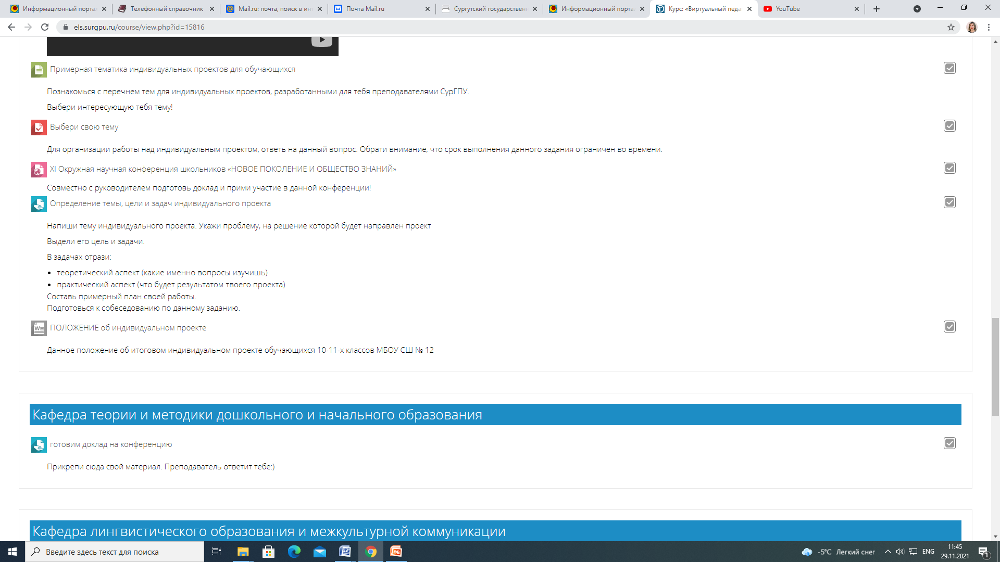 Информационный портал
Телефонный справочник
Mail.ru: почта, поиск в инт
Почта Mail.ru
Сургутский государственн
Информационный портал
Курс: «Виртуальный педаг
YouTube
els.surgpu.ru/course/view.php?id=15816
Примерная тематика индивидуальных проектов для обучающихся
Познакомься с перечнем тем для индивидуальных проектов, разработанными для тебя преподавателями СурГПУ.
Выбери интересующую тебя тему!
Выбери свою тему
Для организации работы над индивидуальным проектом, ответь на данный вопрос. Обрати внимание, что срок выполнения данного задания ограничен во времени.
XI Окружная научная конференция школьников «НОВОЕ ПОКОЛЕНИЕ И ОБЩЕСТВО ЗНАНИЙ»
Совместно с руководителем подготовь доклад и прими участие в данной конференции!
Определение темы, цели и задач индивидуального проекта
Напиши тему индивидуального проекта. Укажи проблему, на решение которой будет направлен проект
Выдели его цель и задачи.
В задачах отрази:
• теоретический аспект (какие именно вопросы изучишь)
• практический аспект (что будет результатом твоего проекта)
Составь примерный план своей работы.
Подготовься к собеседованию по данному заданию.
ПОЛОЖЕНИЕ об индивидуальном проекте
Данное положение об итоговом индивидуальном проекте обучающихся 10-11-х классов МБОУ СШ № 12
Кафедра теории и методики дошкольного и начального образования
готовим доклад на конференцию
Прикрепи сюда свой материал. Преподаватель ответит тебе:)
Кафедра лингвистического образования и межкультурной коммуникации
Введите здесь текст для поиска
-5°C Легкий снег
ENG
11:45
29.11.2021
1